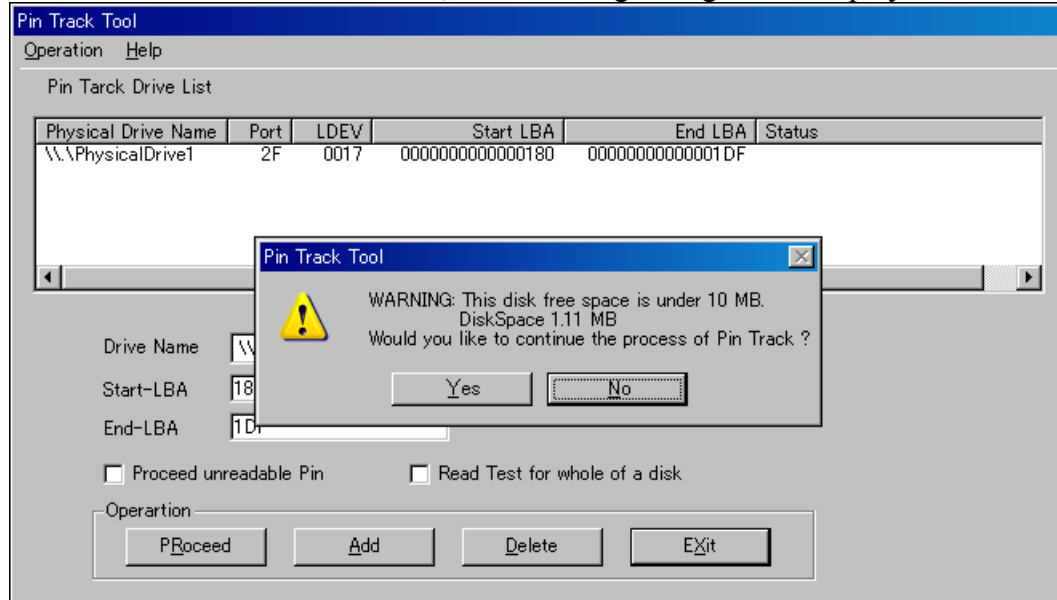 Pin Track Tool
Operation Help
Pin Tarck Drive List
Physical Drive Name Port LDEV Start LBA End LBA Status
\\.\PhysicalDrive1 2F 0017 0000000000000180 00000000000001DF
Pin Track Tool
WARNING: This disk free space is under 10 MB.
DiskSpace 1.11 MB
Would you like to continue the process of Pin Track ?
Yes No
Drive Name
Start-LBA 18
End-LBA 1DF
Proceed unreadable Pin Read Test for whole of a disk
Operartion
PRoceed Add Delete EXit